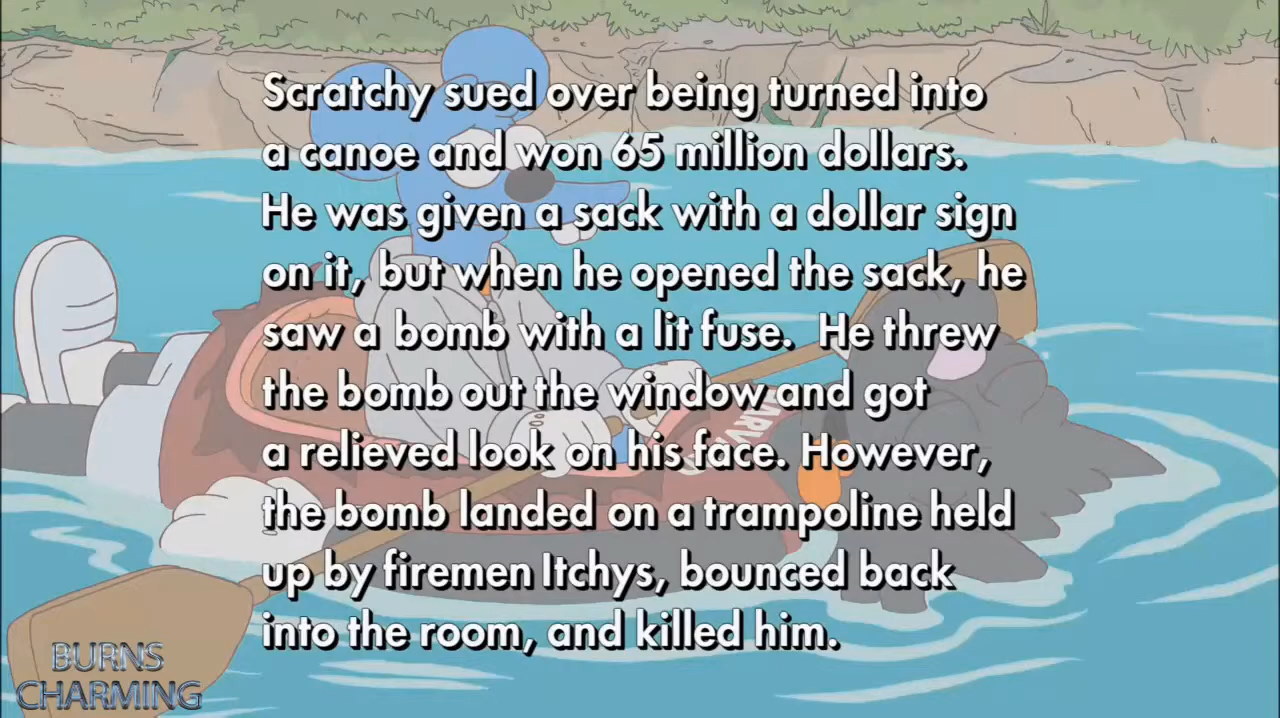 Scratchy sued over being turned into
a canoe and won 65 million dollars.
He was given a sack with a dollar sign
on it, but when he opened the sack, he
saw a bomb with a lit fuse.  He threw
the bomb out the window and got
a relieved look on his face. However,
the bomb landed on a trampoline held
up by firemen Itchys, bounced back
into the room, and killed him.
BURNS
CHARMING